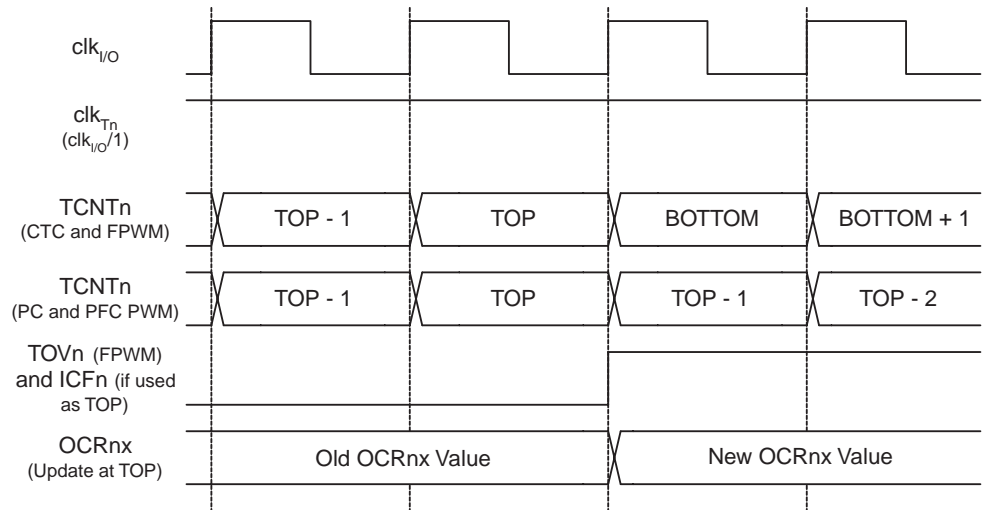 clkI/O
clkTn
(clkI/O/1)
TCNTn
(CTC and FPWM)
TOP - 1
TOP
BOTTOM
BOTTOM + 1
TCNTn
(PC and PFC PWM)
TOP - 1
TOP
TOP - 1
TOP - 2
TOVn (FPWM)
and ICFn (if used
as TOP)
OCRnx
(Update at TOP)
Old OCRnx Value
New OCRnx Value